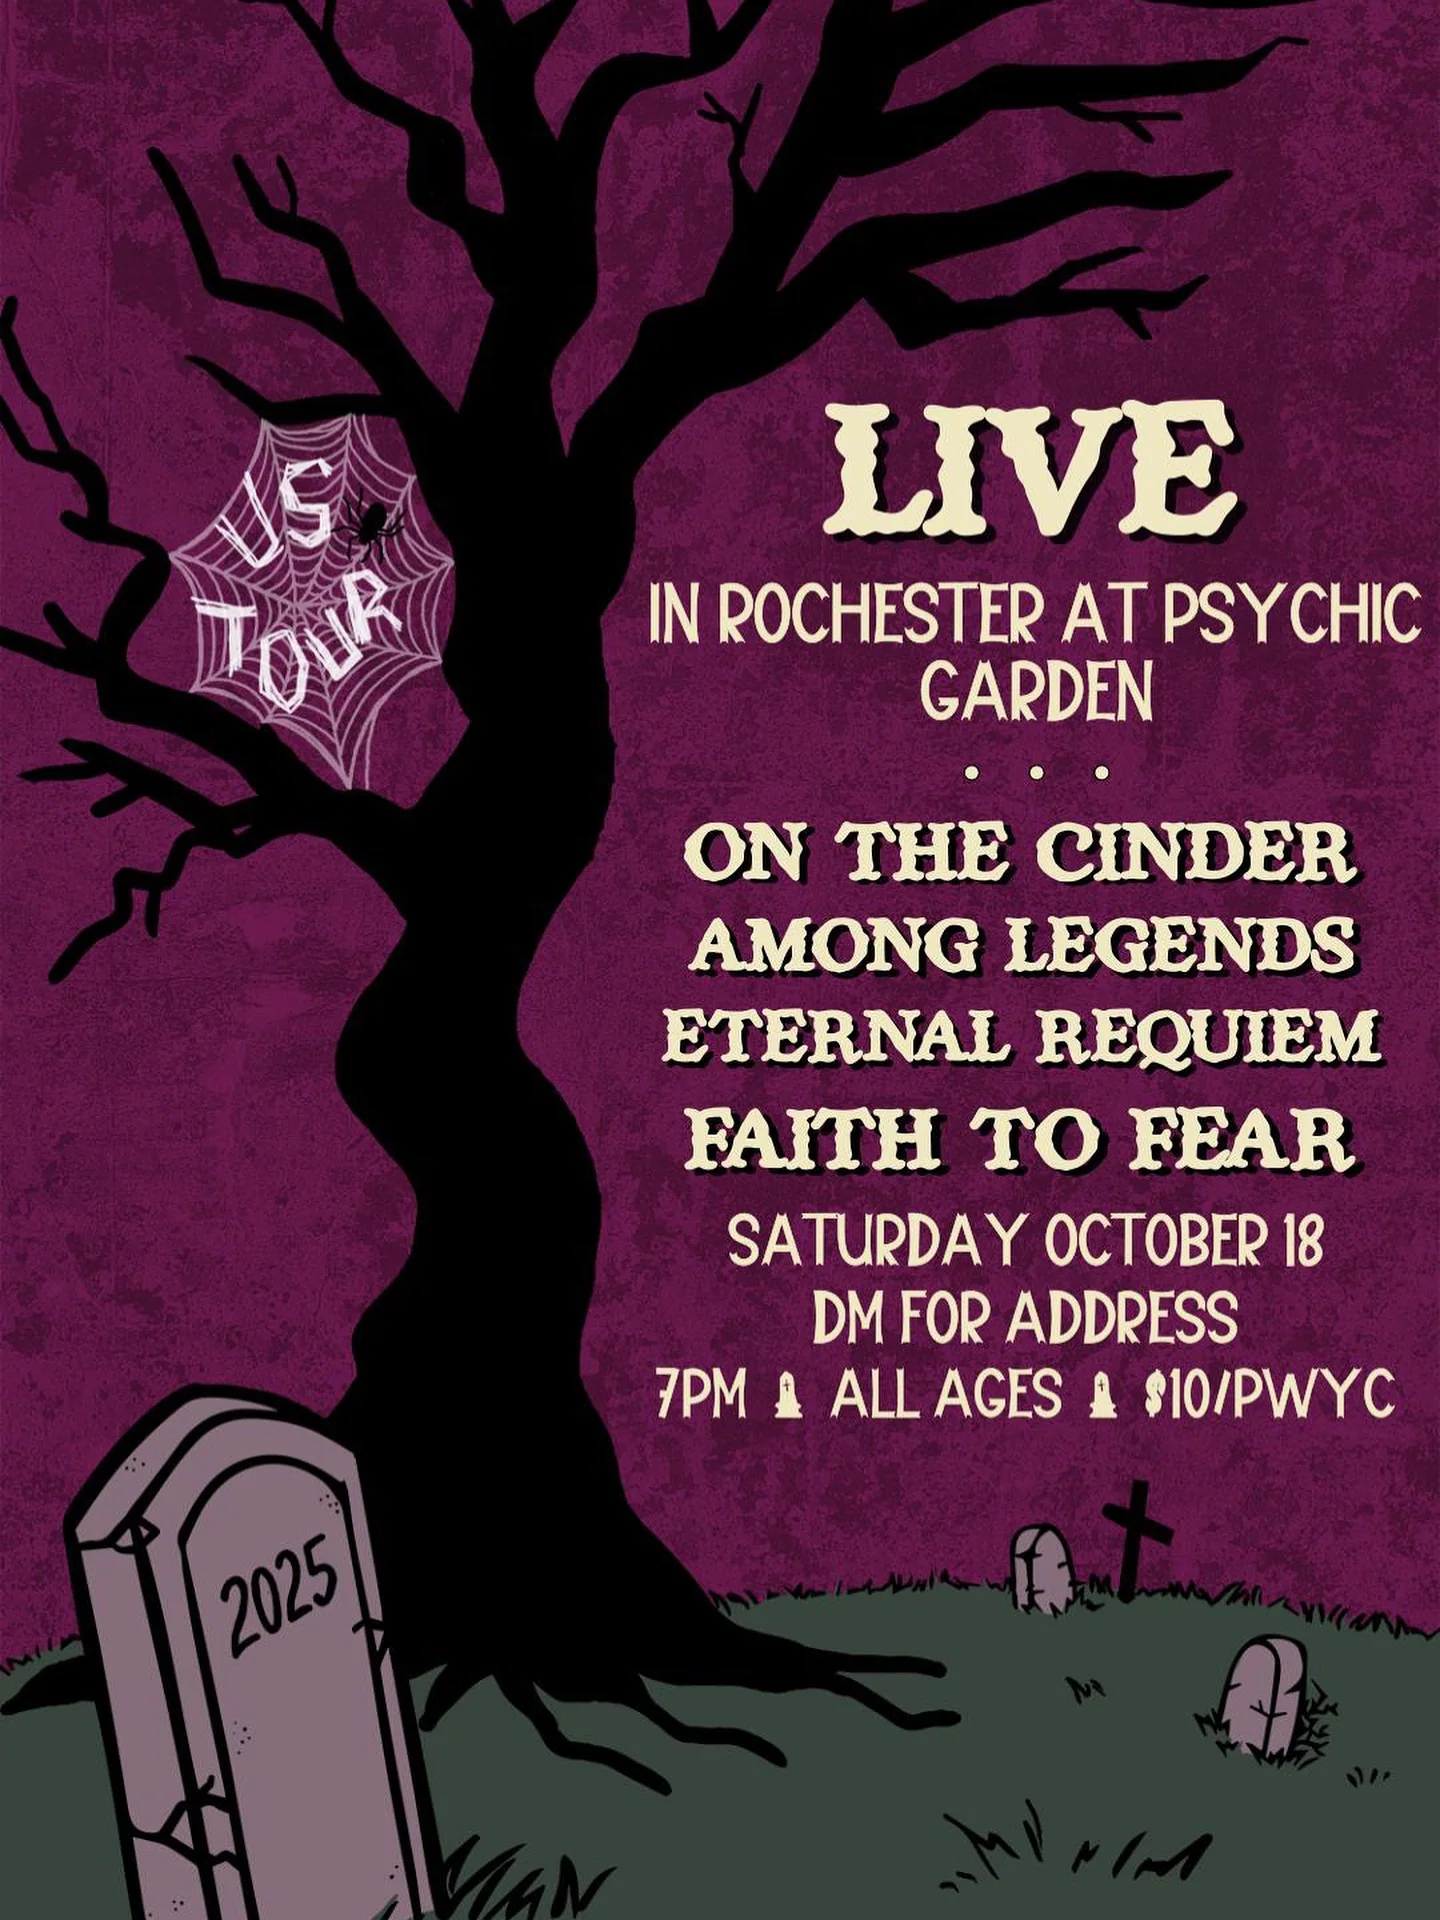 US
TOUR
LIVE
IN ROCHESTER AT PSYCHIC
GARDEN
• • •
ON THE CINDER
AMONG LEGENDS
ETERNAL REQUIEM
FAITH TO FEAR
SATURDAY OCTOBER 18
DM FOR ADDRESS
7PM ALL AGES $10/PWYC
2025